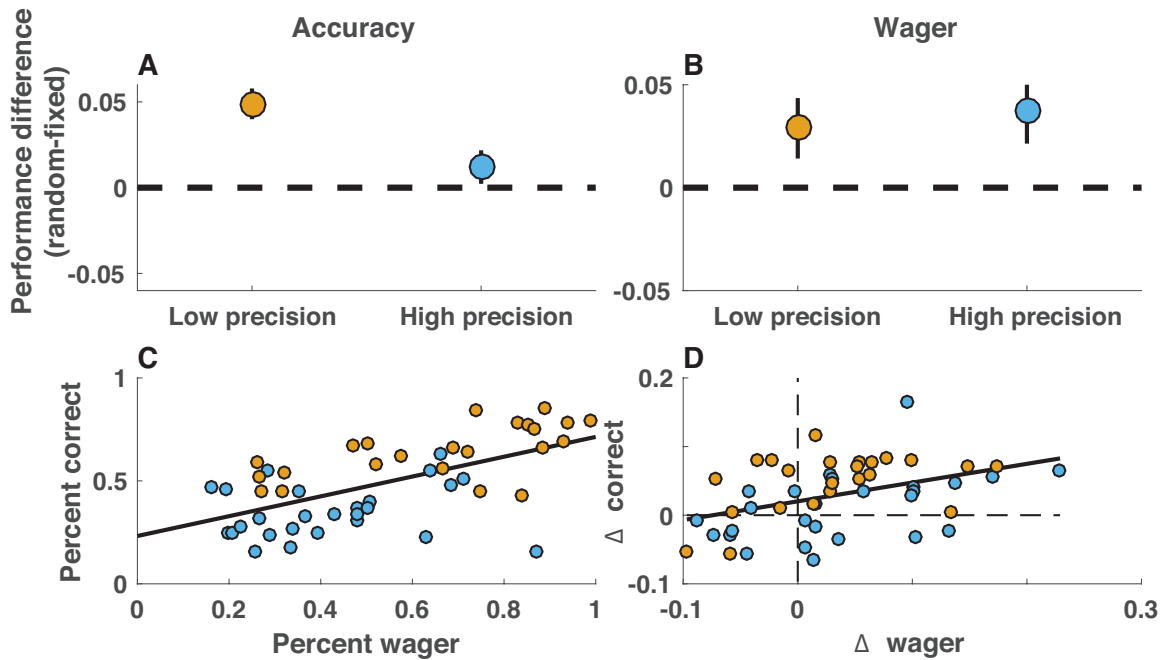 Accuracy
Wager
Performance difference
(random-fixed)
A
0.05
0
-0.05
Low precision
High precision
B
0.05
0
-0.05
Low precision
High precision
C
Percent correct
1
0.5
0
0
0.2
0.4
0.6
0.8
1
Percent wager
D
Δ correct
0.2
0
-0.1
-0.1
0
0.3
Δ wager